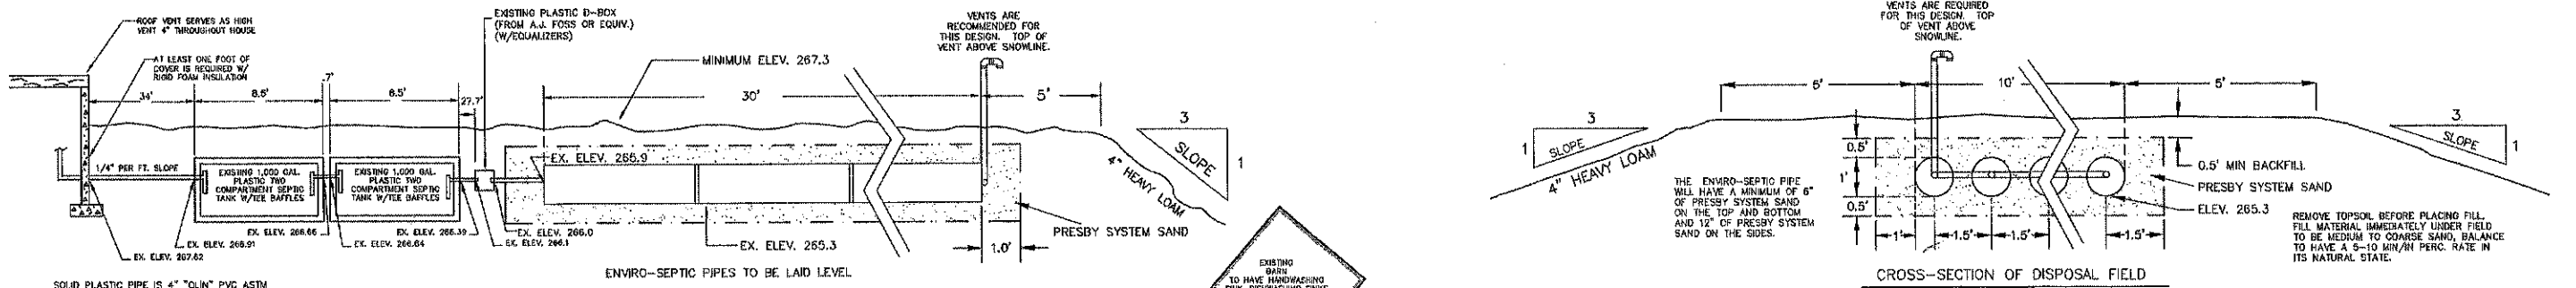 ROOF VENT SERVES AS HIGH
VENT 4" THROUGHOUT HOUSE
AT LEAST ONE FOOT OF
COVER IS REQUIRED W/
RIGID FOAM INSULATION
EXISTING PLASTIC D-BOX
(FROM A.J. FOSS OR EQUIV.)
(W/EQUALIZERS)
VENTS ARE
RECOMMENDED FOR
THIS DESIGN. TOP OF
VENT ABOVE SNOWLINE.
MINIMUM ELEV. 267.3
34'
8.5'
.7'
8.5'
27.7'
30'
5'
3
SLOPE
1
4" HEAVY LOAM
1/4" PER FT. SLOPE
EXISTING 1,000 GAL.
PLASTIC TWO
COMPARTMENT SEPTIC
TANK W/TEE BAFFLES
EXISTING 1,000 GAL.
PLASTIC TWO
COMPARTMENT SEPTIC
TANK W/TEE BAFFLES
EX. ELEV. 265.9
EX. ELEV. 266.66
EX. ELEV. 266.39
EX. ELEV. 266.0
EX. ELEV. 266.91
EX. ELEV. 266.64
EX. ELEV. 266.1
EX. ELEV. 265.3
EX. ELEV. 267.62
1.0'
PRESBY SYSTEM SAND
ENVIRO-SEPTIC PIPES TO BE LAID LEVEL
SOLID PLASTIC PIPE IS 4" "OLIN" PVC ASTM
EXISTING
BARN
TO HAVE HANDWASHING
VENTS ARE REQUIRED
FOR THIS DESIGN. TOP
OF VENT ABOVE
SNOWLINE.
5'
10'
5'
3
1
SLOPE
4" HEAVY LOAM
3
SLOPE
1
0.5'
1'
0.5'
0.5' MIN BACKFILL
PRESBY SYSTEM SAND
ELEV. 265.3
THE ENVIRO-SEPTIC PIPE
WILL HAVE A MINIMUM OF 6"
OF PRESBY SYSTEM SAND
ON THE TOP AND BOTTOM
AND 12" OF PRESBY SYSTEM
SAND ON THE SIDES.
1'
1.5'
1.5'
1.5'
REMOVE TOPSOIL BEFORE PLACING FILL.
FILL MATERIAL IMMEDIATELY UNDER FIELD
TO BE MEDIUM TO COARSE SAND, BALANCE
TO HAVE A 5-10 MIN/IN PERC. RATE IN
ITS NATURAL STATE.
CROSS-SECTION OF DISPOSAL FIELD